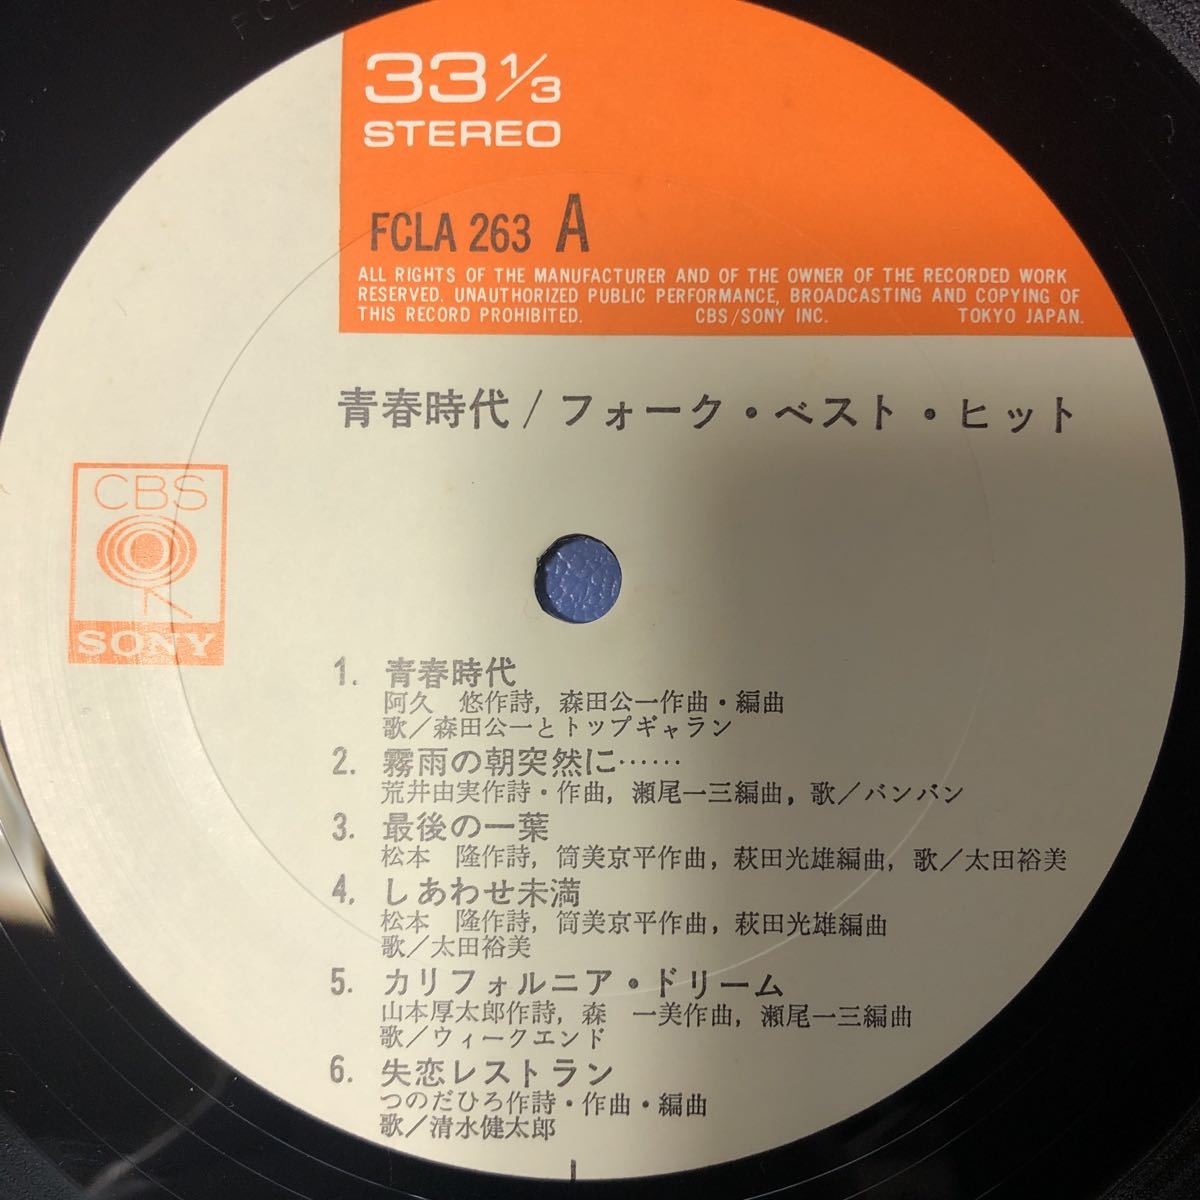 FCL
33 1/3
STEREO
FCLA 263 A
ALL RIGHTS OF THE MANUFACTURER AND OF THE OWNER OF THE RECORDED WORK
RESERVED. UNAUTHORIZED PUBLIC PERFORMANCE, BROADCASTING AND COPYING OF
THIS RECORD PROHIBITED. CBS/SONY INC. TOKYO JAPAN.
青春時代/フォーク・ベスト・ヒット
CBS
SONY
1. 青春時代
阿久 悠作詩, 森田公一作曲・編曲
歌/森田公一とトップギャラン
2. 霧雨の朝突然に……
荒井由実作詩・作曲, 瀬尾一三編曲, 歌/バンバン
3. 最後の一葉
松本 隆作詩, 筒美京平作曲, 萩田光雄編曲, 歌/太田裕美
4. しあわせ未満
松本 隆作詩, 筒美京平作曲, 萩田光雄編曲
歌/太田裕美
5. カリフォルニア・ドリーム
山本厚太郎作詩, 森 一美作曲, 瀬尾一三編曲
歌/ウィークエンド
6. 失恋レストラン
つのだひろ作詩・作曲・編曲
歌/清水健太郎